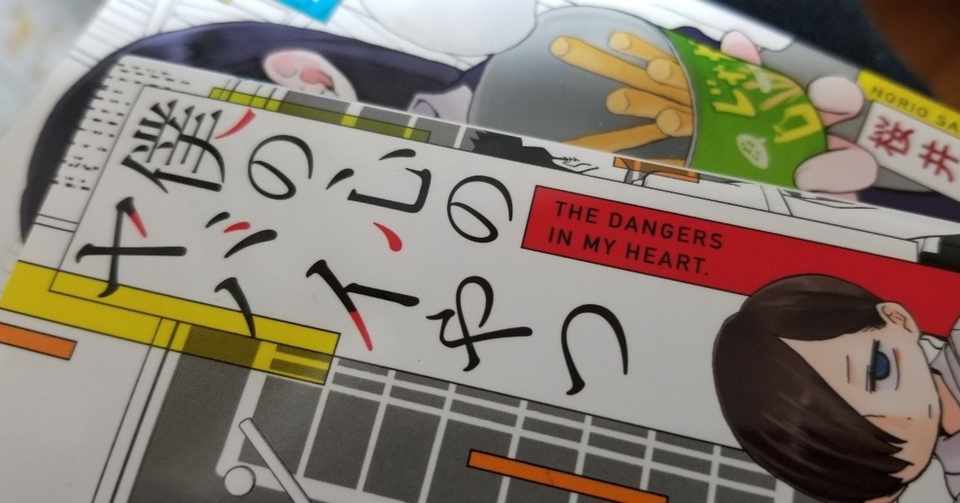 NORIO SA
桜井
僕の心の
ヤバイやつ
THE DANGERS
IN MY HEART.